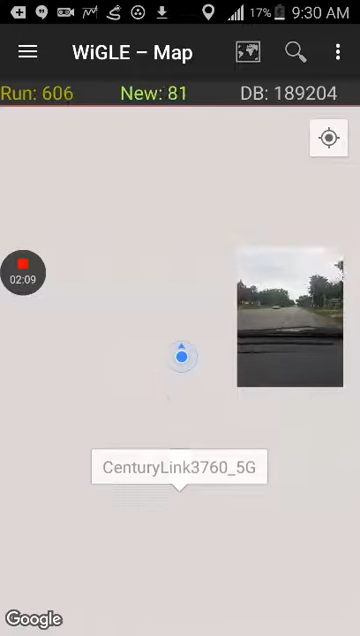 17% 9:30 AM
WiGLE – Map
Run: 606 New: 81 DB: 189204
02:09
CenturyLink3760_5G
Google